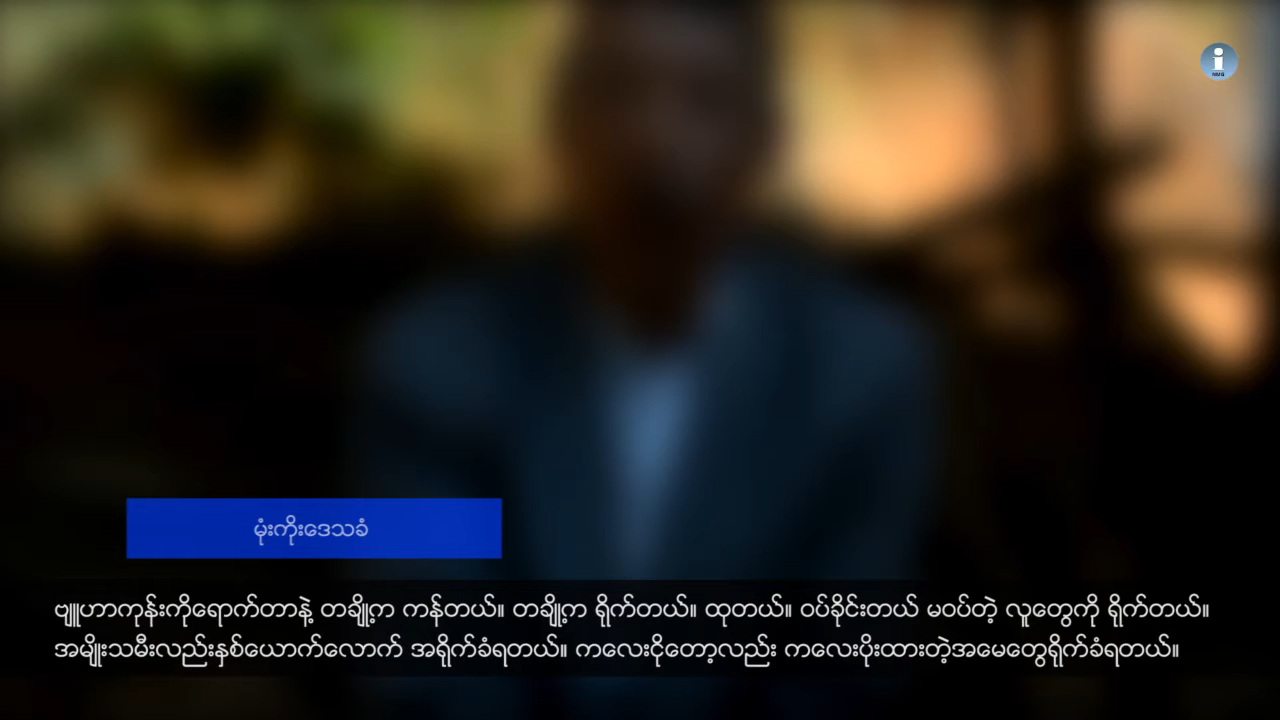 NMG
မုံးကိုးဒေသခံ
ဗျူဟာကုန်းကိုရောက်တာနဲ့ တချို့က ကန်တယ်။ တချို့က ရိုက်တယ်။ ထုတယ်။ ဝပ်ခိုင်းတယ် မဝပ်တဲ့ လူတွေကို ရိုက်တယ်။
အမျိုးသမီးလည်းနှစ်ယောက်လောက် အရိုက်ခံရတယ်။ ကလေးငိုတော့လည်း ကလေးပိုးထားတဲ့အမေတွေရိုက်ခံရတယ်။